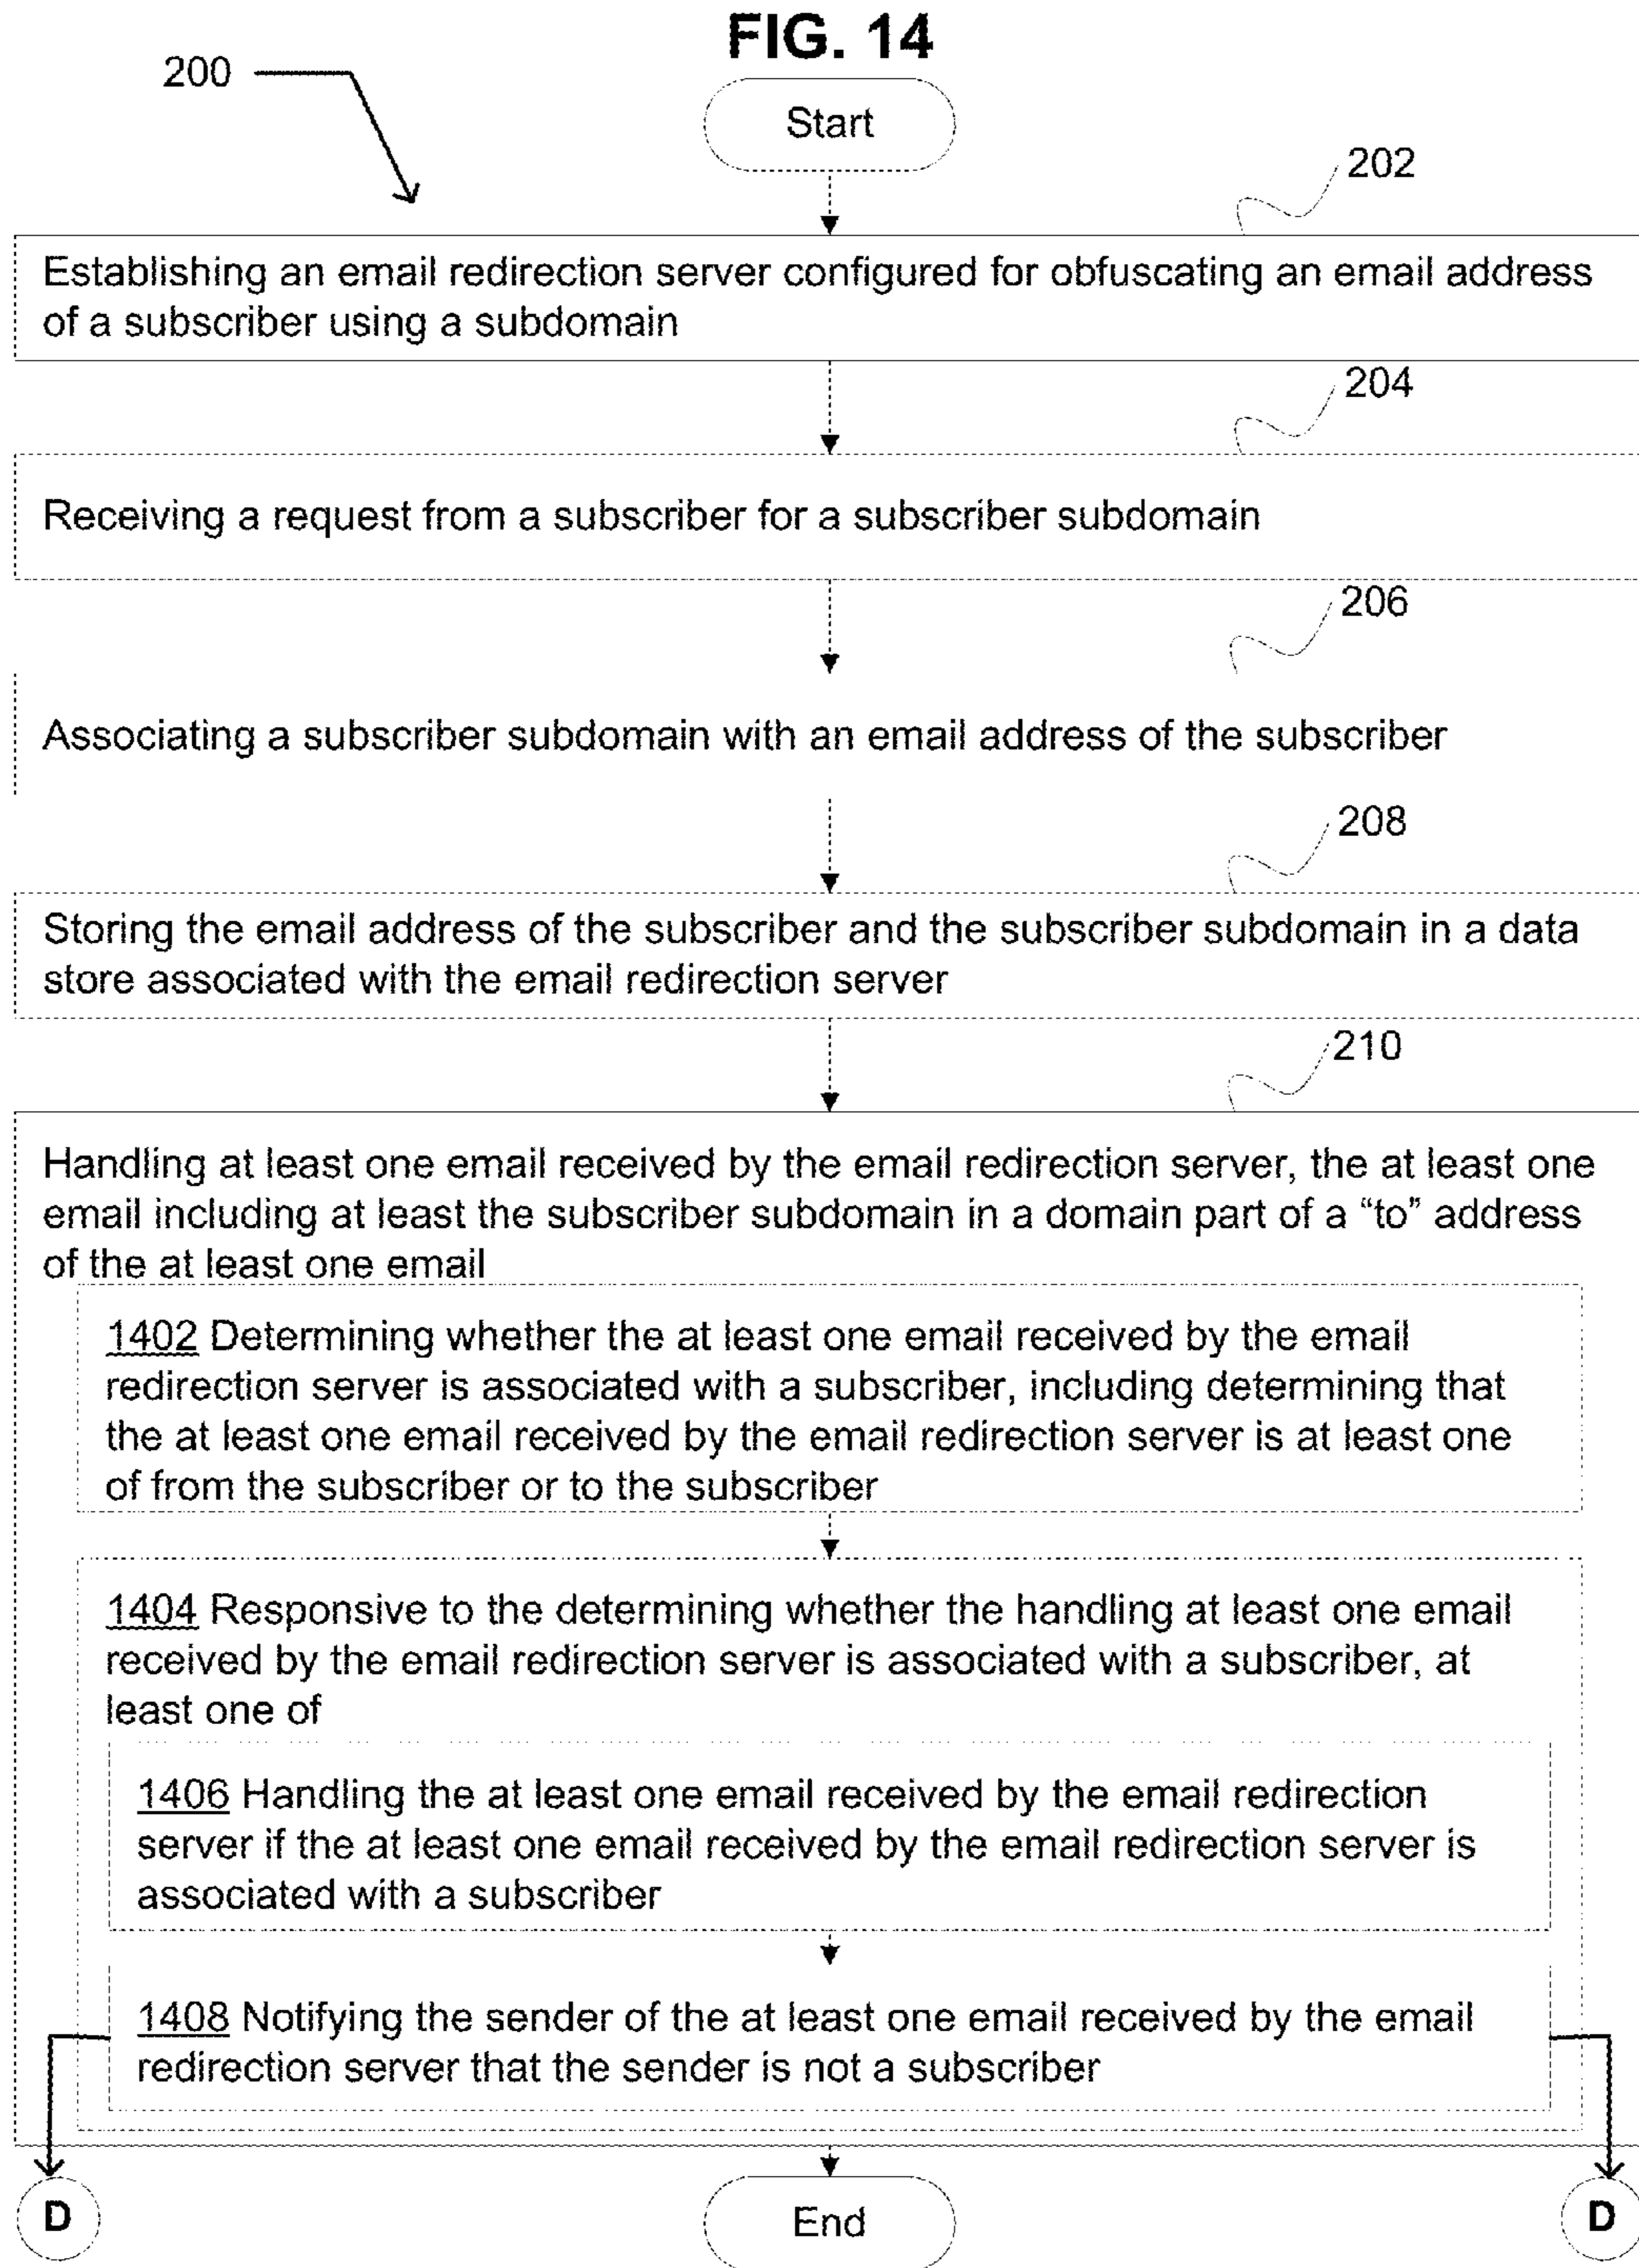 FIG. 14
200
Start
202
Establishing an email redirection server configured for obfuscating an email address
of a subscriber using a subdomain
204
Receiving a request from a subscriber for a subscriber subdomain
206
Associating a subscriber subdomain with an email address of the subscriber
208
Storing the email address of the subscriber and the subscriber subdomain in a data
store associated with the email redirection server
210
Handling at least one email received by the email redirection server, the at least one
email including at least the subscriber subdomain in a domain part of a “to” address
of the at least one email
1402 Determining whether the at least one email received by the email
redirection server is associated with a subscriber, including determining that
the at least one email received by the email redirection server is at least one
of from the subscriber or to the subscriber
1404 Responsive to the determining whether the handling at least one email
received by the email redirection server is associated with a subscriber, at
least one of
1406 Handling the at least one email received by the email redirection
server if the at least one email received by the email redirection server is
associated with a subscriber
1408 Notifying the sender of the at least one email received by the email
redirection server that the sender is not a subscriber
D
End
D